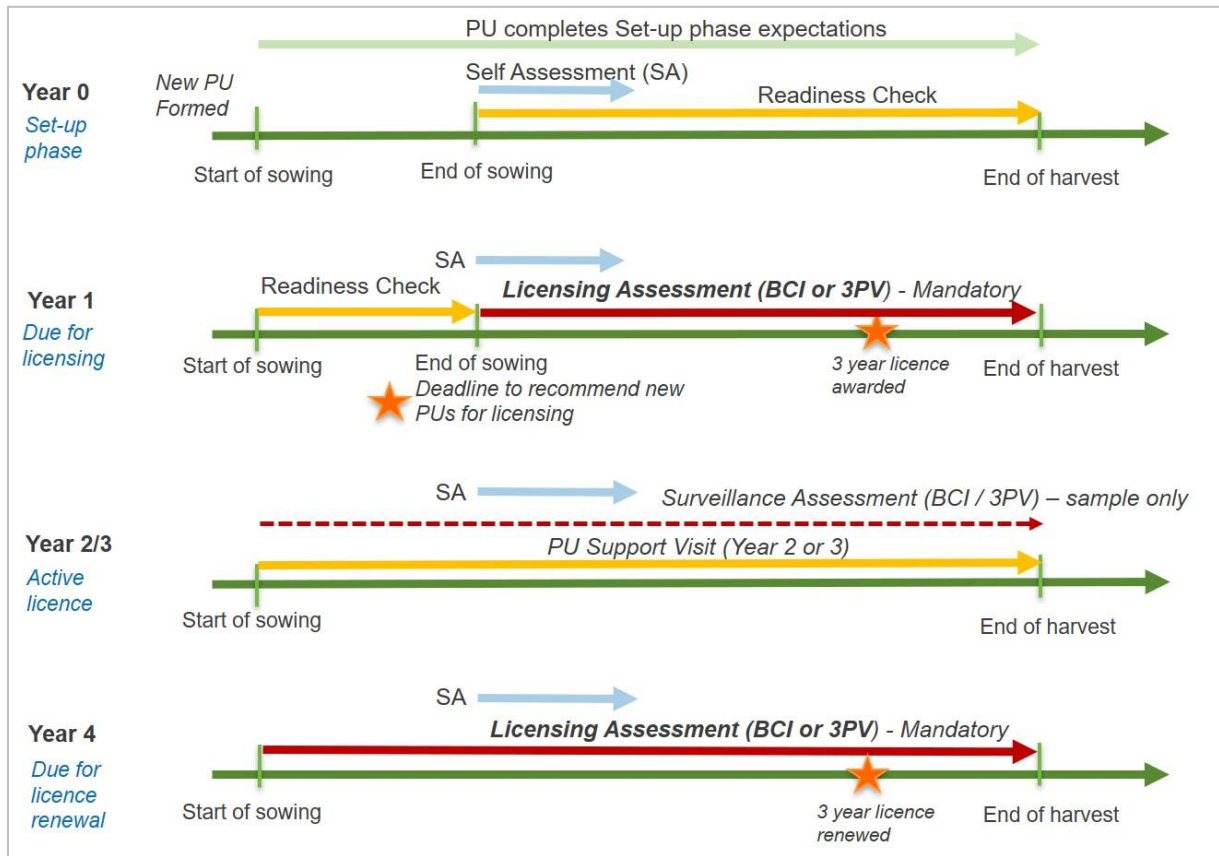 PU completes Set-up phase expectations
New PU
Formed
Self Assessment (SA)
Year 0
Readiness Check
Set-up
phase
Start of sowing
End of sowing
End of harvest
SA
Year 1
Readiness Check
Licensing Assessment (BCI or 3PV) - Mandatory
Due for
licensing
Start of sowing
End of sowing
Deadline to recommend new
PUs for licensing
3 year licence
awarded
End of harvest
SA
Surveillance Assessment (BCI / 3PV) – sample only
Year 2/3
PU Support Visit (Year 2 or 3)
Active
licence
Start of sowing
End of harvest
SA
Year 4
Licensing Assessment (BCI or 3PV) - Mandatory
Due for
licence
renewal
Start of sowing
3 year licence
renewed
End of harvest